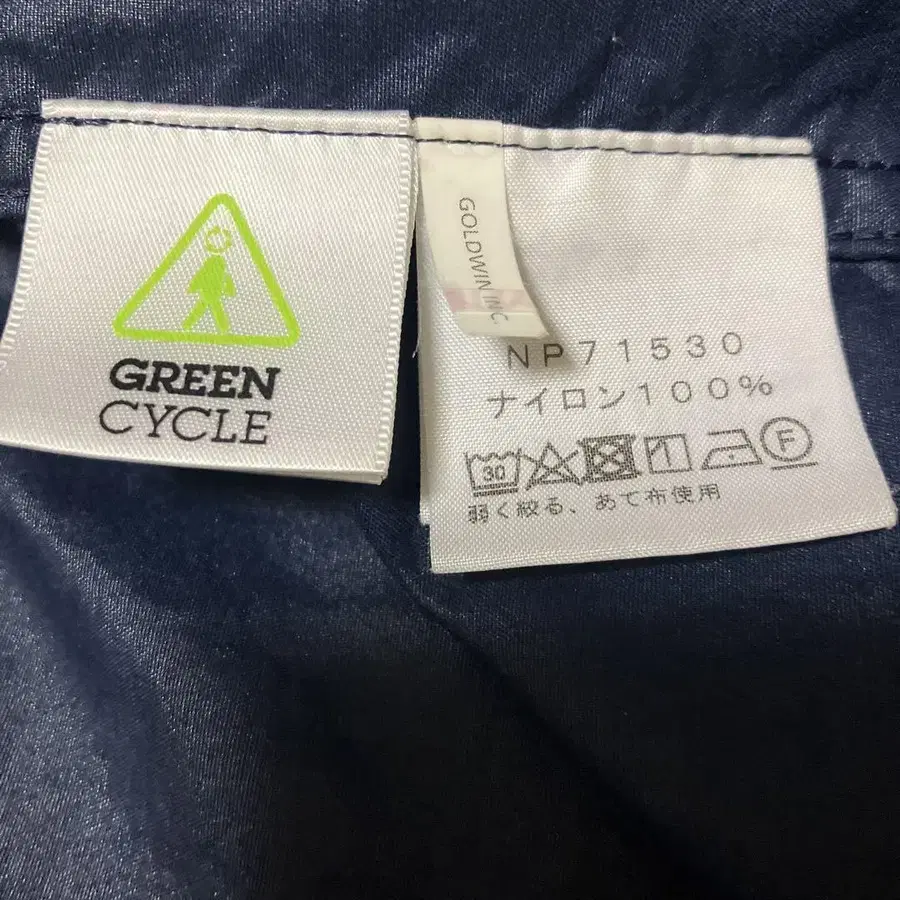 GREEN
CYCLE
GOLDWIN INC.
NP71530
ナイロン100%
30
F
弱く絞る、あて布使用